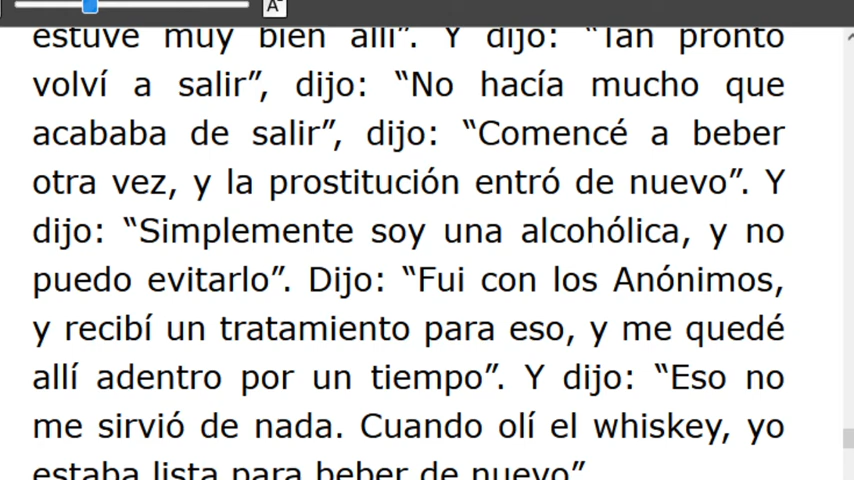 A
estuve muy bien allí”. Y dijo: “Tan pronto
volví a salir”, dijo: “No hacía mucho que
acababa de salir”, dijo: “Comencé a beber
otra vez, y la prostitución entró de nuevo”. Y
dijo: “Simplemente soy una alcohólica, y no
puedo evitarlo”. Dijo: “Fui con los Anónimos,
y recibí un tratamiento para eso, y me quedé
allí adentro por un tiempo”. Y dijo: “Eso no
me sirvió de nada. Cuando olí el whiskey, yo
estaba lista para beber de nuevo”